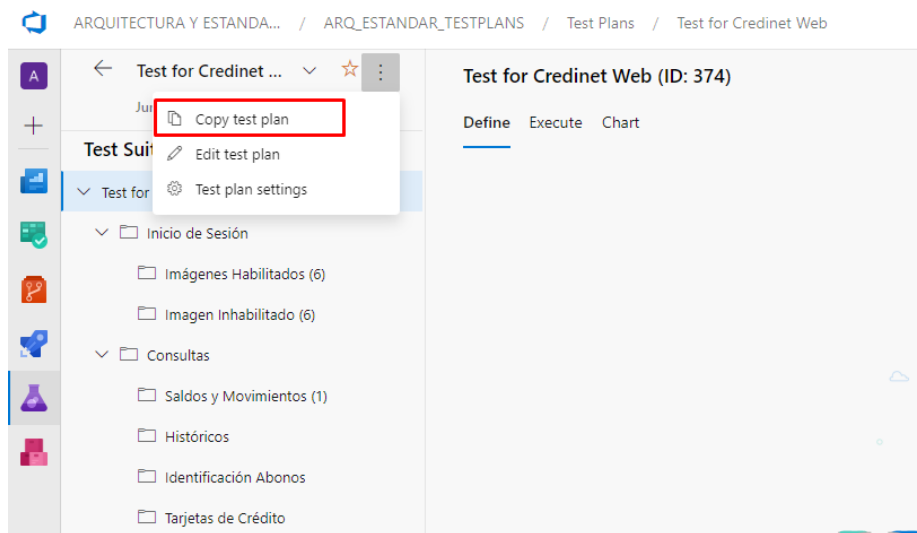 ARQUITECTURA Y ESTANDA... / ARQ_ESTANDAR_TESTPLANS / Test Plans / Test for Credinet Web
A
Test for Credinet ...
Test for Credinet Web (ID: 374)
Copy test plan
Define Execute Chart
Edit test plan
Test plan settings
Test for
Inicio de Sesión
Imágenes Habilitados (6)
Imagen Inhabilitado (6)
Consultas
Saldos y Movimientos (1)
Históricos
Identificación Abonos
Tarjetas de Crédito